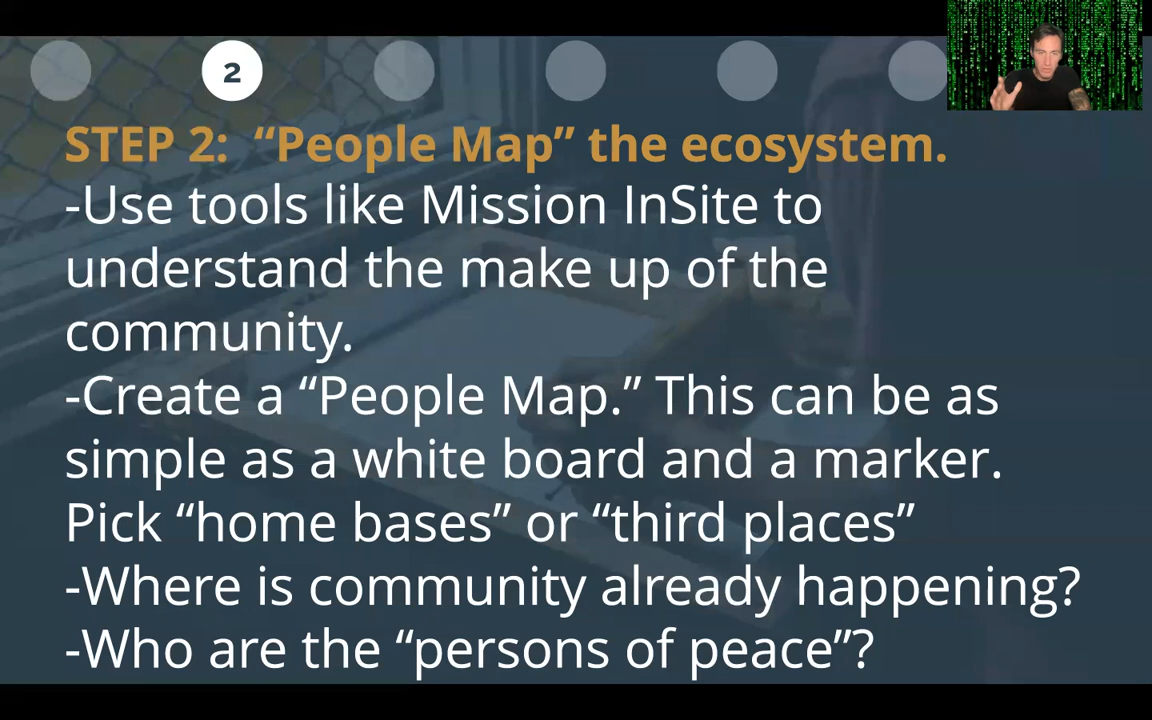 2
STEP 2:  “People Map” the ecosystem.
-Use tools like Mission InSite to
understand the make up of the
community.
-Create a “People Map.” This can be as
simple as a white board and a marker.
Pick “home bases” or “third places”
-Where is community already happening?
-Who are the “persons of peace”?